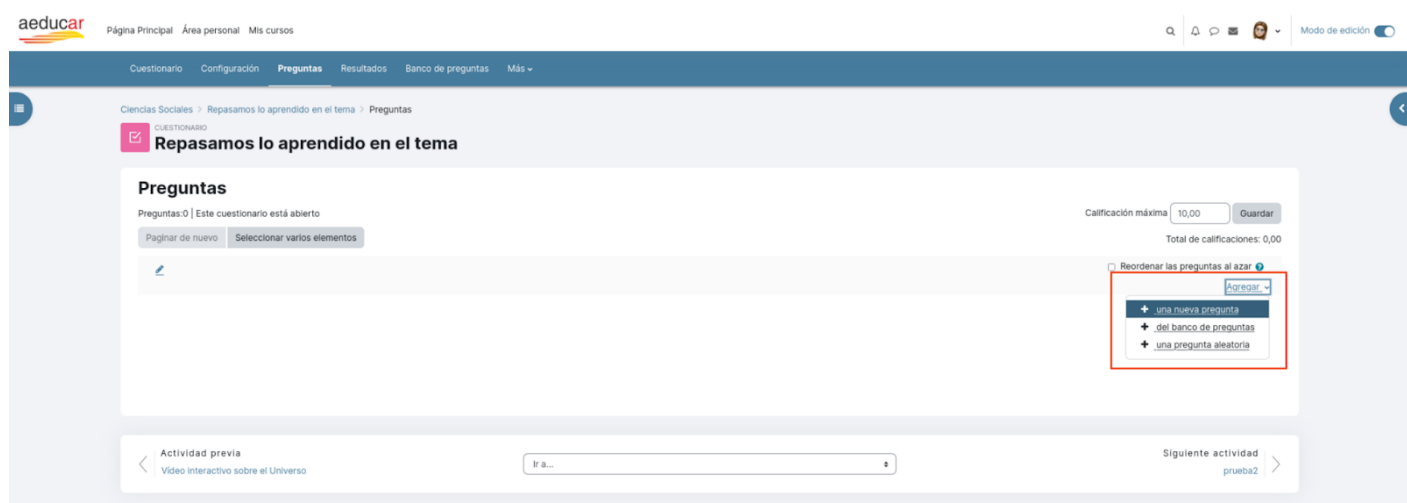 aeducar
Página Principal Área personal Mis cursos
Modo de edición
Cuestionario Configuración Preguntas Resultados Banco de preguntas Más
Ciencias Sociales > Repasamos lo aprendido en el tema > Preguntas
CUESTIONARIO
Repasamos lo aprendido en el tema
Preguntas
Preguntas:0 | Este cuestionario está abierto
Calificación máxima 10,00 Guardar
Paginar de nuevo Seleccionar varios elementos
Total de calificaciones: 0,00
Reordenar las preguntas al azar
Agregar
+ una nueva pregunta
+ del banco de preguntas
+ una pregunta aleatoria
Actividad previa
Vídeo interactivo sobre el Universo
Ir a...
Siguiente actividad
prueba2